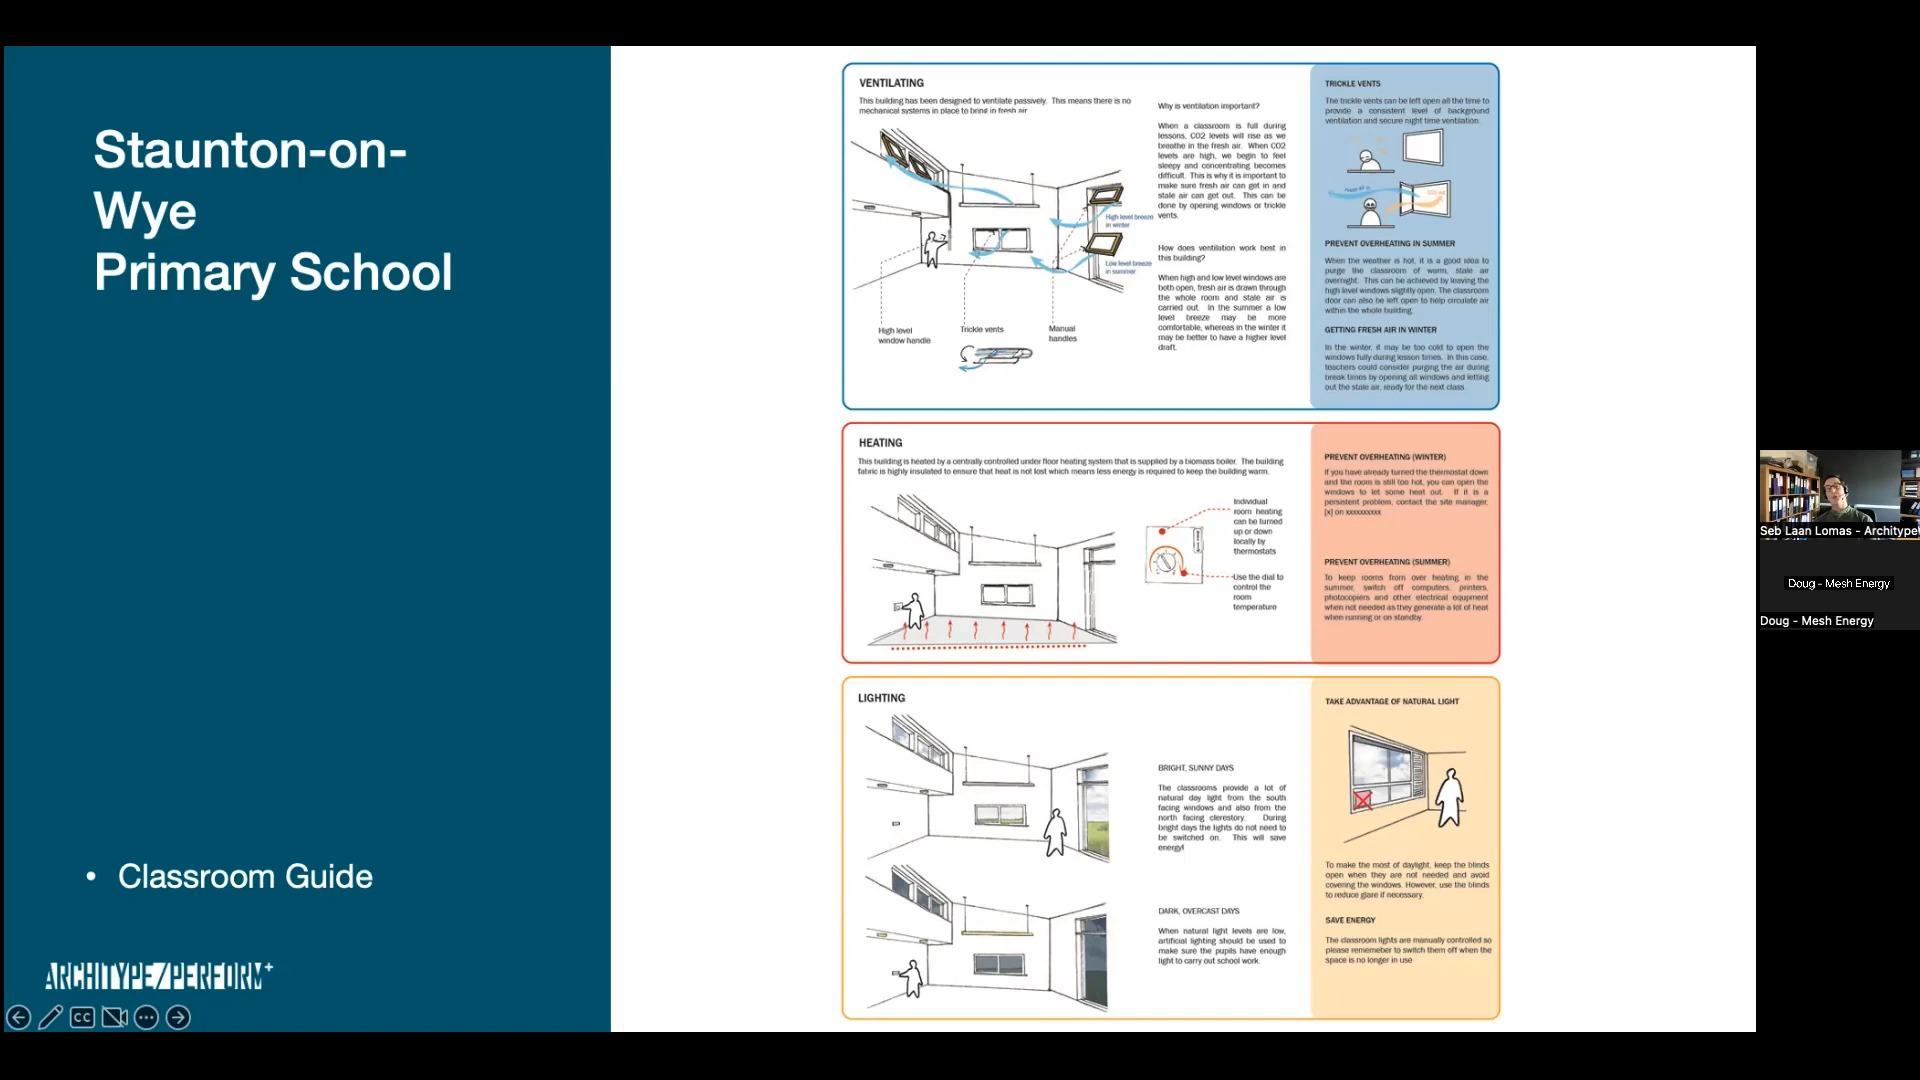 Staunton-on-
Wye
Primary School
• Classroom Guide
ARCHITYPE/PERFORM+
VENTILATING
This building has been designed to ventilate passively. This means there is no
mechanical systems in place to bring in fresh air
High level breeze
in winter
Low level breeze
in summer
High level
window handle
Trickle vents
Manual
handles
Why is ventilation important?
When a classroom is full during
lessons, CO2 levels will rise as we
breathe in the fresh air. When CO2
levels are high, we begin to feel
sleepy and concentrating becomes
difficult. This is why it is important to
make sure fresh air can get in and
stale air can get out. This can be
done by opening windows or trickle
vents.
How does ventilation work best in
this building?
When high and low level windows are
both open, fresh air is drawn through
the whole room and stale air is
carried out. In the summer a low
level breeze may be more
comfortable, whereas in the winter it
may be better to have a higher level
draft.
TRICKLE VENTS
The trickle vents can be left open all the time to
provide a consistent level of background
ventilation and secure night time ventilation.
Fresh air in
PREVENT OVERHEATING IN SUMMER
When the weather is hot, it is a good idea to
purge the classroom of warm, stale air
overnight. This can be achieved by leaving the
high level windows slightly open. The classroom
door can also be left open to help circulate air
within the whole building.
GETTING FRESH AIR IN WINTER
In the winter, it may be too cold to open the
windows fully during lesson times. In this case,
teachers could consider purging the air during
break times by opening all windows and letting
out the stale air, ready for the next class.
HEATING
This building is heated by a centrally controlled under floor heating system that is supplied by a biomass boiler. The building
fabric is highly insulated to ensure that heat is not lost which means less energy is required to keep the building warm.
Individual
room heating
can be turned
up or down
locally by
thermostats
Use the dial to
control the
room
temperature
PREVENT OVERHEATING (WINTER)
If you have already turned the thermostat down
and the room is still too hot, you can open the
windows to let some heat out. If it is a
persistent problem, contact the site manager,
[x] on xxxxxxxxxx
PREVENT OVERHEATING (SUMMER)
To keep rooms from over heating in the
summer, switch off computers, printers,
photocopiers and other electrical equpment
when not needed as they generate a lot of heat
when running or on standby.
LIGHTING
BRIGHT, SUNNY DAYS
The classrooms provide a lot of
natural day light from the south
facing windows and also from the
north facing clerestory. During
bright days the lights do not need to
be switched on. This will save
energy!
DARK, OVERCAST DAYS
When natural light levels are low,
artificial lighting should be used to
make sure the pupils have enough
light to carry out school work.
TAKE ADVANTAGE OF NATURAL LIGHT
To make the most of daylight, keep the blinds
open when they are not needed and avoid
covering the windows. However, use the blinds
to reduce glare if necessary.
SAVE ENERGY
The classroom lights are manually controlled so
please rememeber to switch them off when the
space is no longer in use
CC
Seb Laan Lomas - Architype
Doug - Mesh Energy
Doug - Mesh Energy